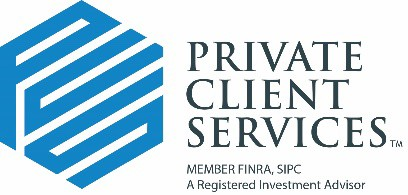 PRIVATE
CLIENT
SERVICES™
MEMBER FINRA, SIPC
A Registered Investment Advisor